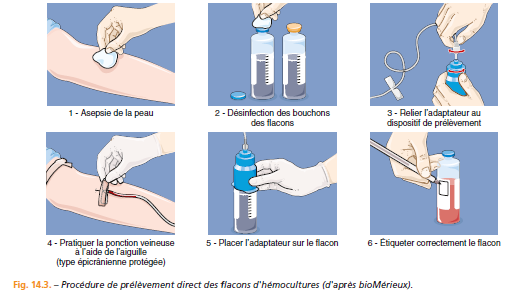 1 - Asepsie de la peau
2 - Désinfection des bouchons
des flacons
3 - Relier l'adaptateur au
dispositif de prélèvement
4 - Pratiquer la ponction veineuse
à l'aide de l'aiguille
(type épicrânienne protégée)
5 - Placer l'adaptateur sur le flacon
6 - Étiqueter correctement le flacon
Fig. 14.3. – Procédure de prélèvement direct des flacons d'hémocultures (d'après bioMérieux).